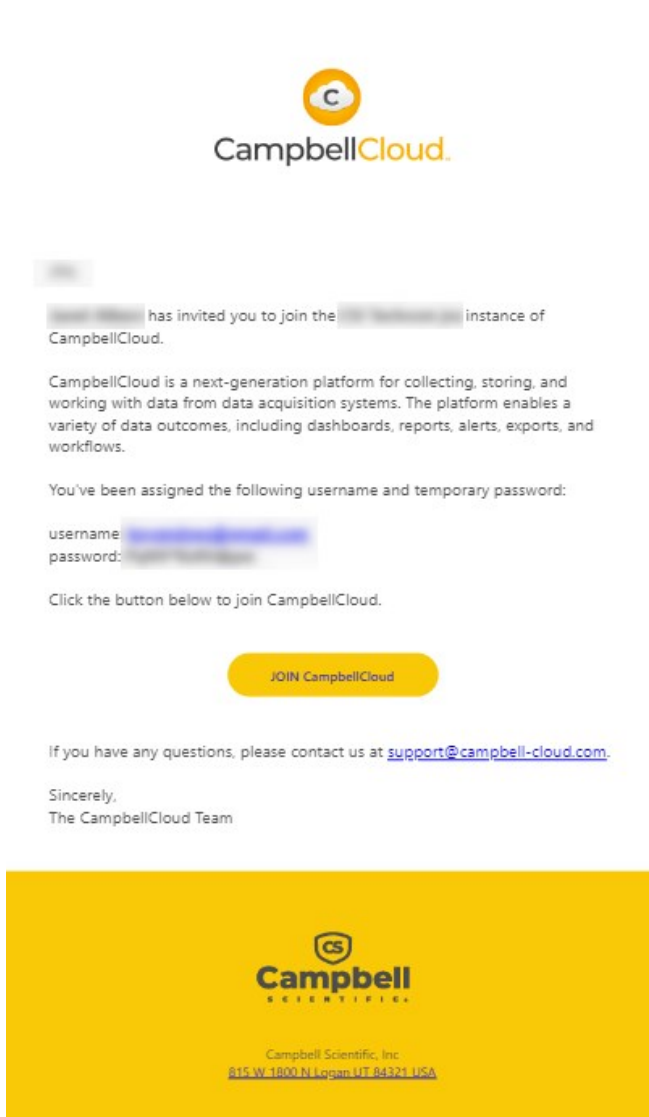 C
CampbellCloud.
has invited you to join the instance of
CampbellCloud.
CampbellCloud is a next-generation platform for collecting, storing, and
working with data from data acquisition systems. The platform enables a
variety of data outcomes, including dashboards, reports, alerts, exports, and
workflows.
You've been assigned the following username and temporary password:
username:
password:
Click the button below to join CampbellCloud.
JOIN CampbellCloud
If you have any questions, please contact us at support@campbell-cloud.com.
Sincerely,
The CampbellCloud Team
CS
Campbell
SCIENTIFIC®
Campbell Scientific, Inc
815 W 1800 N Logan UT 84321 USA